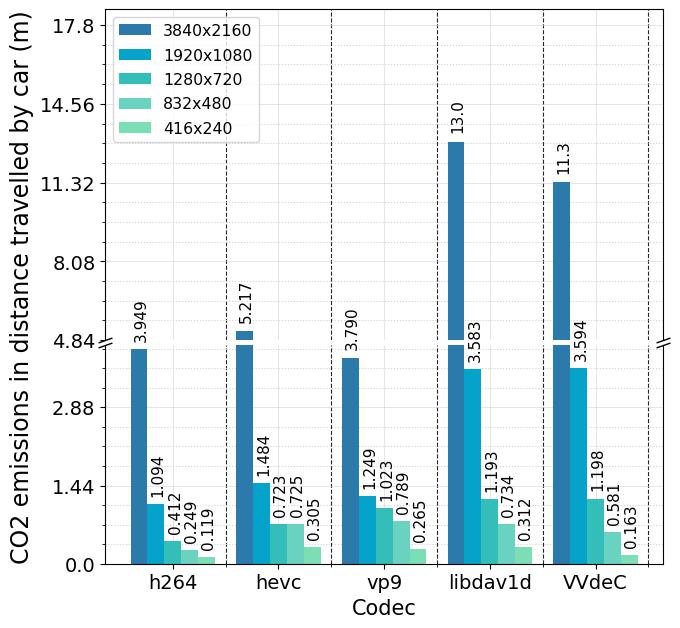 CO2 emissions in distance travelled by car (m)
17.8
14.56
11.32
8.08
4.84
2.88
1.44
0.0
3840x2160
1920x1080
1280x720
832x480
416x240
3.949
1.094
0.412
0.249
0.119
5.217
1.484
0.723
0.725
0.305
3.790
1.249
1.023
0.789
0.265
13.0
3.583
1.193
0.734
0.312
11.3
3.594
1.198
0.581
0.163
h264
hevc
vp9
libdav1d
VVdeC
Codec